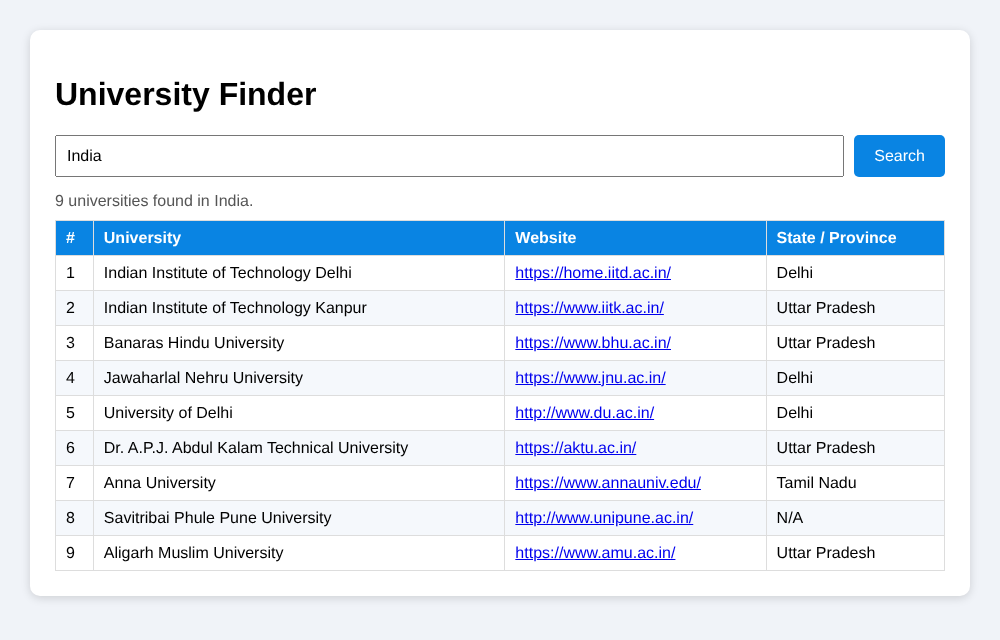 University Finder
India
Search
9 universities found in India.
# University Website State / Province
1 Indian Institute of Technology Delhi https://home.iitd.ac.in/ Delhi
2 Indian Institute of Technology Kanpur https://www.iitk.ac.in/ Uttar Pradesh
3 Banaras Hindu University https://www.bhu.ac.in/ Uttar Pradesh
4 Jawaharlal Nehru University https://www.jnu.ac.in/ Delhi
5 University of Delhi http://www.du.ac.in/ Delhi
6 Dr. A.P.J. Abdul Kalam Technical University https://aktu.ac.in/ Uttar Pradesh
7 Anna University https://www.annauniv.edu/ Tamil Nadu
8 Savitribai Phule Pune University http://www.unipune.ac.in/ N/A
9 Aligarh Muslim University https://www.amu.ac.in/ Uttar Pradesh